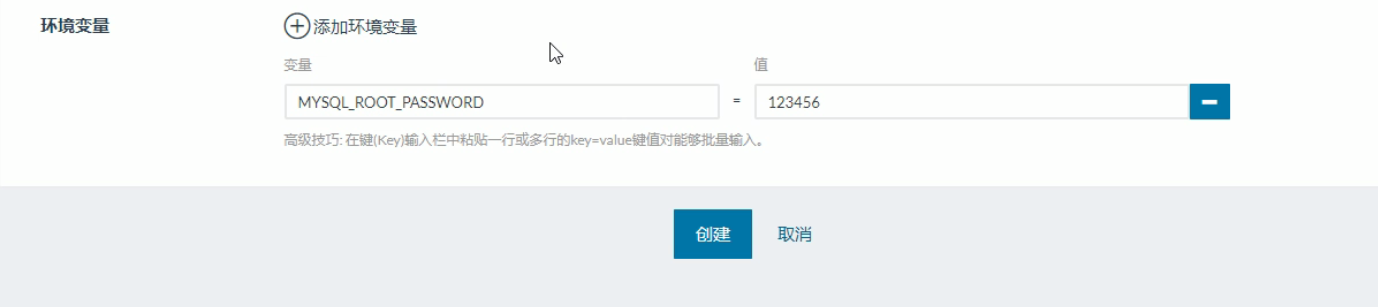 环境变量
添加环境变量
变量 值
MYSQL_ROOT_PASSWORD = 123456
高级技巧: 在鍵(Key)输入栏中粘贴一行或多行的key=value键值对能够批量输入。
创建 取消